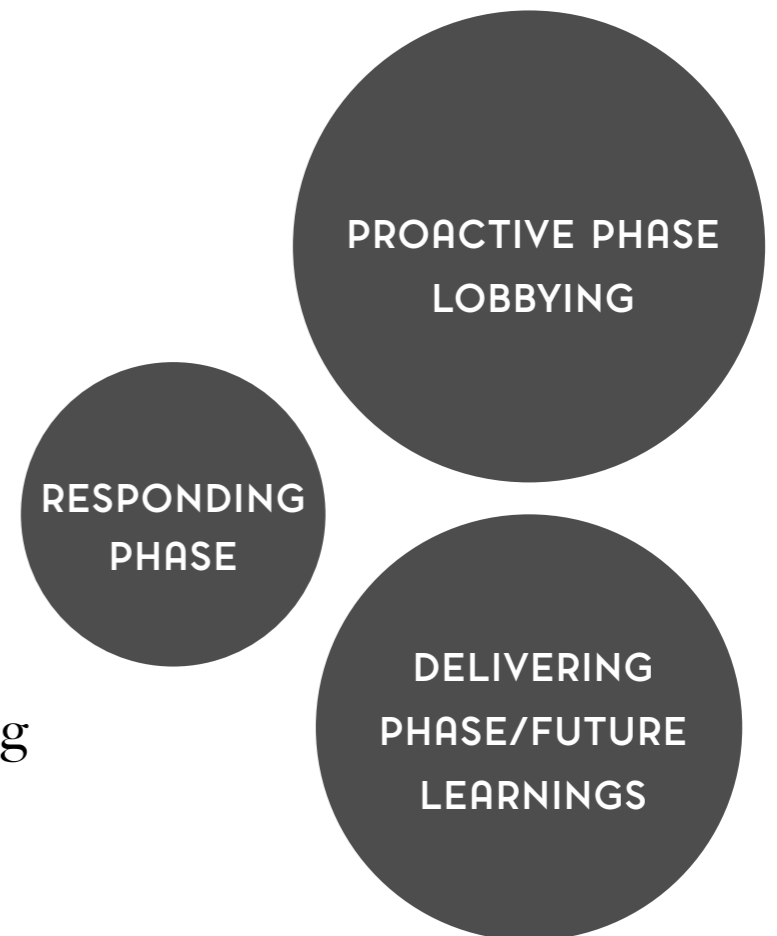 PROACTIVE PHASE
LOBBYING
RESPONDING
PHASE
DELIVERING
PHASE/FUTURE
LEARNINGS